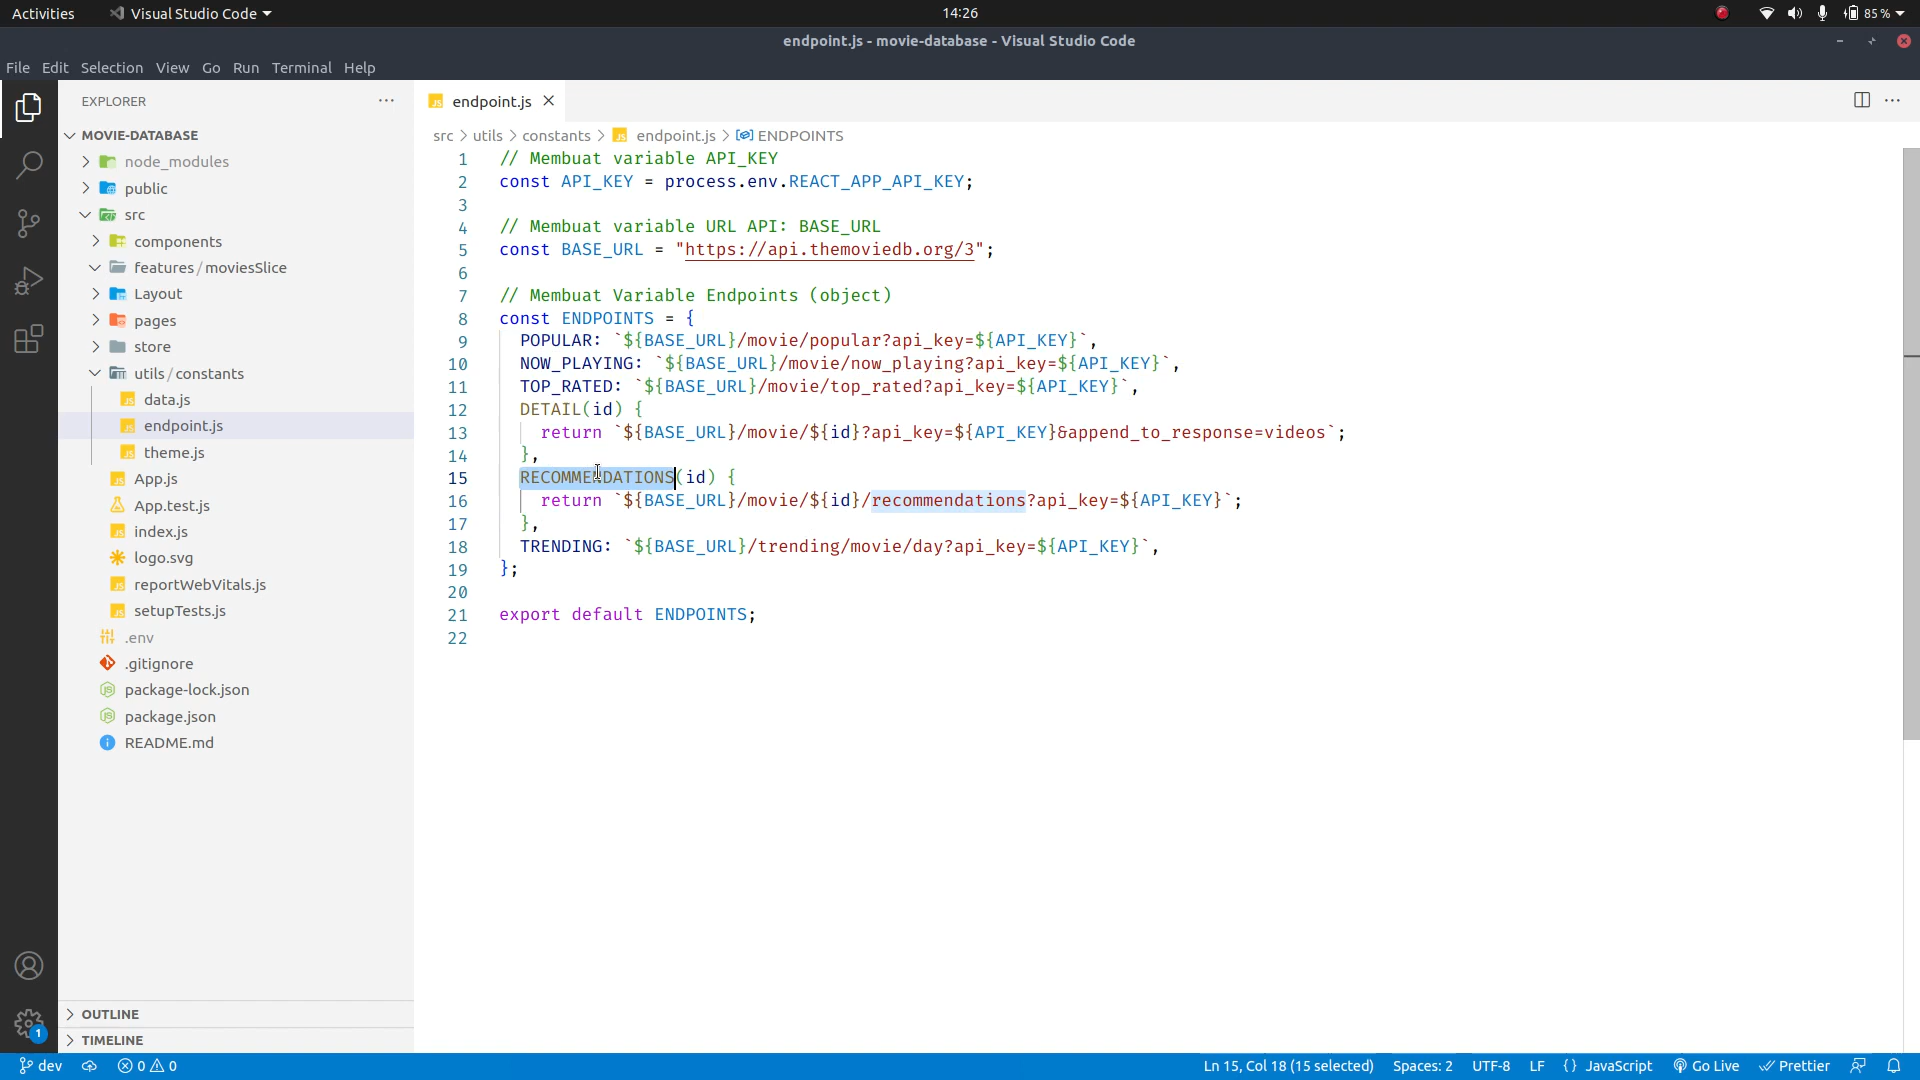 Activities Visual Studio Code 14:26 85 %
endpoint.js - movie-database - Visual Studio Code
File Edit Selection View Go Run Terminal Help
EXPLORER
MOVIE-DATABASE
node_modules
public
src
components
features / moviesSlice
Layout
pages
store
utils / constants
data.js
endpoint.js
theme.js
App.js
App.test.js
index.js
logo.svg
reportWebVitals.js
setupTests.js
.env
.gitignore
package-lock.json
package.json
README.md
OUTLINE
TIMELINE
endpoint.js
src > utils > constants > endpoint.js > ENDPOINTS
1 // Membuat variable API_KEY
2 const API_KEY = process.env.REACT_APP_API_KEY;
3
4 // Membuat variable URL API: BASE_URL
5 const BASE_URL = "https://api.themoviedb.org/3";
6
7 // Membuat Variable Endpoints (object)
8 const ENDPOINTS = {
9 POPULAR: `${BASE_URL}/movie/popular?api_key=${API_KEY}`,
10 NOW_PLAYING: `${BASE_URL}/movie/now_playing?api_key=${API_KEY}`,
11 TOP_RATED: `${BASE_URL}/movie/top_rated?api_key=${API_KEY}`,
12 DETAIL(id) {
13 return `${BASE_URL}/movie/${id}?api_key=${API_KEY}&append_to_response=videos`;
14 },
15 RECOMMENDATIONS(id) {
16 return `${BASE_URL}/movie/${id}/recommendations?api_key=${API_KEY}`;
17 },
18 TRENDING: `${BASE_URL}/trending/movie/day?api_key=${API_KEY}`,
19 };
20
21 export default ENDPOINTS;
22
1
dev 0 0 Ln 15, Col 18 (15 selected) Spaces: 2 UTF-8 LF {} JavaScript Go Live Prettier